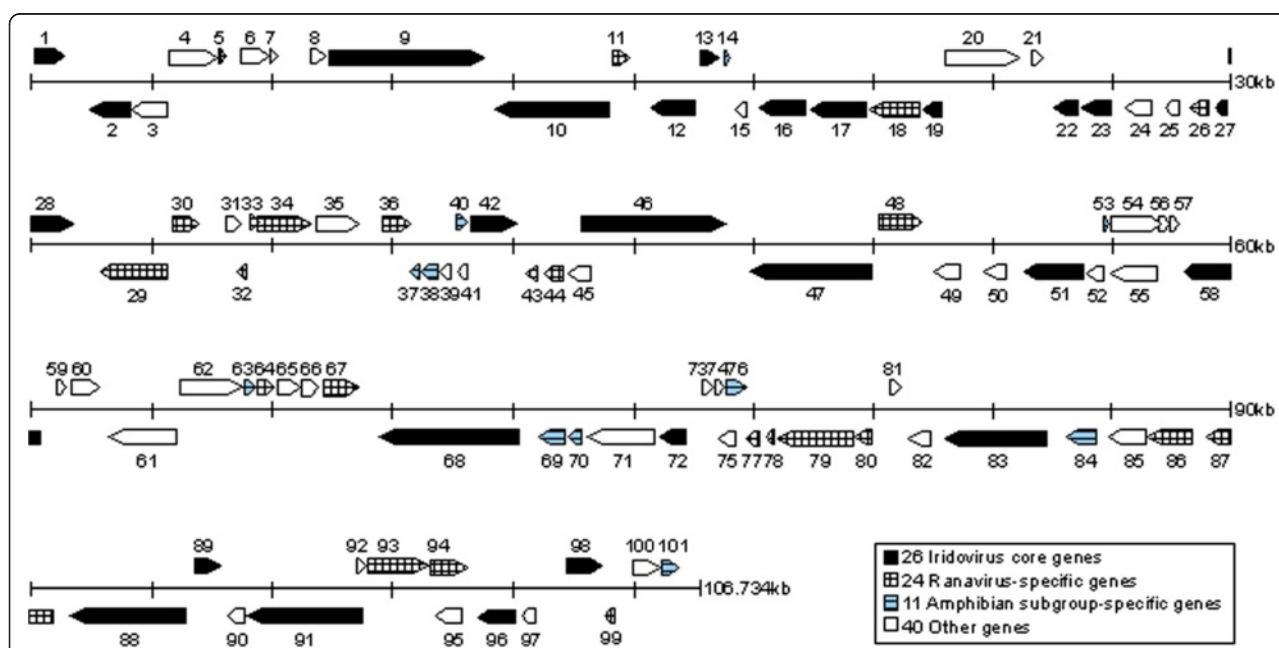 1 4 5 6 7 8 9 11 13 14 20 21
30kb
2 3 10 12 15 16 17 18 19 22 23 24 25 26 27
28 30 31 33 34 35 36 40 42 46 48 53 54 56 57
60kb
29 32 37 38 39 41 43 44 45 47 49 50 51 52 55 58
59 60 62 63 64 65 66 67 73 74 76 81
90kb
61 68 69 70 71 72 75 77 78 79 80 82 83 84 85 86 87
89 92 93 94 98 100 101
106.734kb
88 90 91 95 96 97 99
26 Iridovirus core genes
24 Ranavirus-specific genes
11 Amphibian subgroup-specific genes
40 Other genes